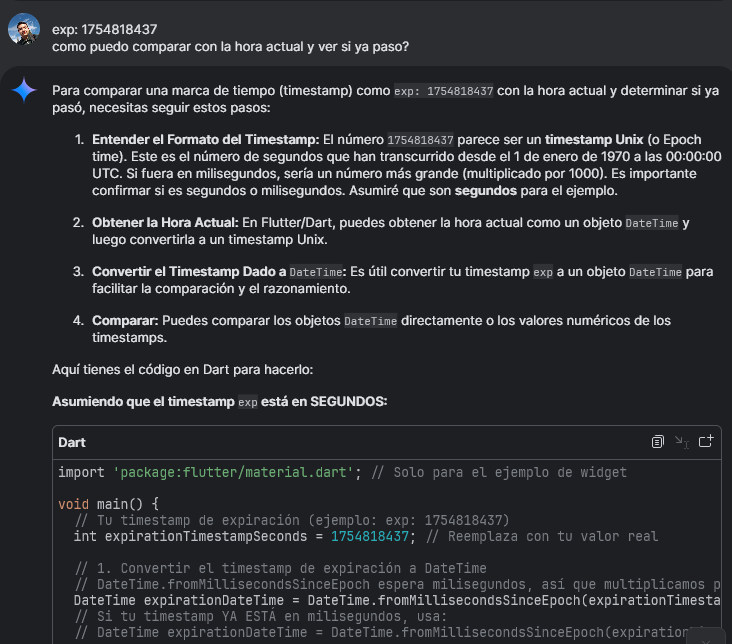 exp: 1754818437
como puedo comparar con la hora actual y ver si ya paso?
Para comparar una marca de tiempo (timestamp) como exp: 1754818437 con la hora actual y determinar si ya
pasó, necesitas seguir estos pasos:
1. Entender el Formato del Timestamp: El número 1754818437 parece ser un timestamp Unix (o Epoch
time). Este es el número de segundos que han transcurrido desde el 1 de enero de 1970 a las 00:00:00
UTC. Si fuera en milisegundos, sería un número más grande (multiplicado por 1000). Es importante
confirmar si es segundos o milisegundos. Asumiré que son segundos para el ejemplo.
2. Obtener la Hora Actual: En Flutter/Dart, puedes obtener la hora actual como un objeto DateTime y
luego convertirla a un timestamp Unix.
3. Convertir el Timestamp Dado a DateTime: Es útil convertir tu timestamp exp a un objeto DateTime para
facilitar la comparación y el razonamiento.
4. Comparar: Puedes comparar los objetos DateTime directamente o los valores numéricos de los
timestamps.
Aquí tienes el código en Dart para hacerlo:
Asumiendo que el timestamp exp está en SEGUNDOS:
Dart
import 'package:flutter/material.dart'; // Solo para el ejemplo de widget
void main() {
// Tu timestamp de expiración (ejemplo: exp: 1754818437)
int expirationTimestampSeconds = 1754818437; // Reemplaza con tu valor real
// 1. Convertir el timestamp de expiración a DateTime
// DateTime.fromMillisecondsSinceEpoch espera milisegundos, así que multiplicamos p
DateTime expirationDateTime = DateTime.fromMillisecondsSinceEpoch(expirationTimesta
// Si tu timestamp YA ESTÁ en milisegundos, usa:
// DateTime expirationDateTime = DateTime.fromMillisecondsSinceEpoch(expiration